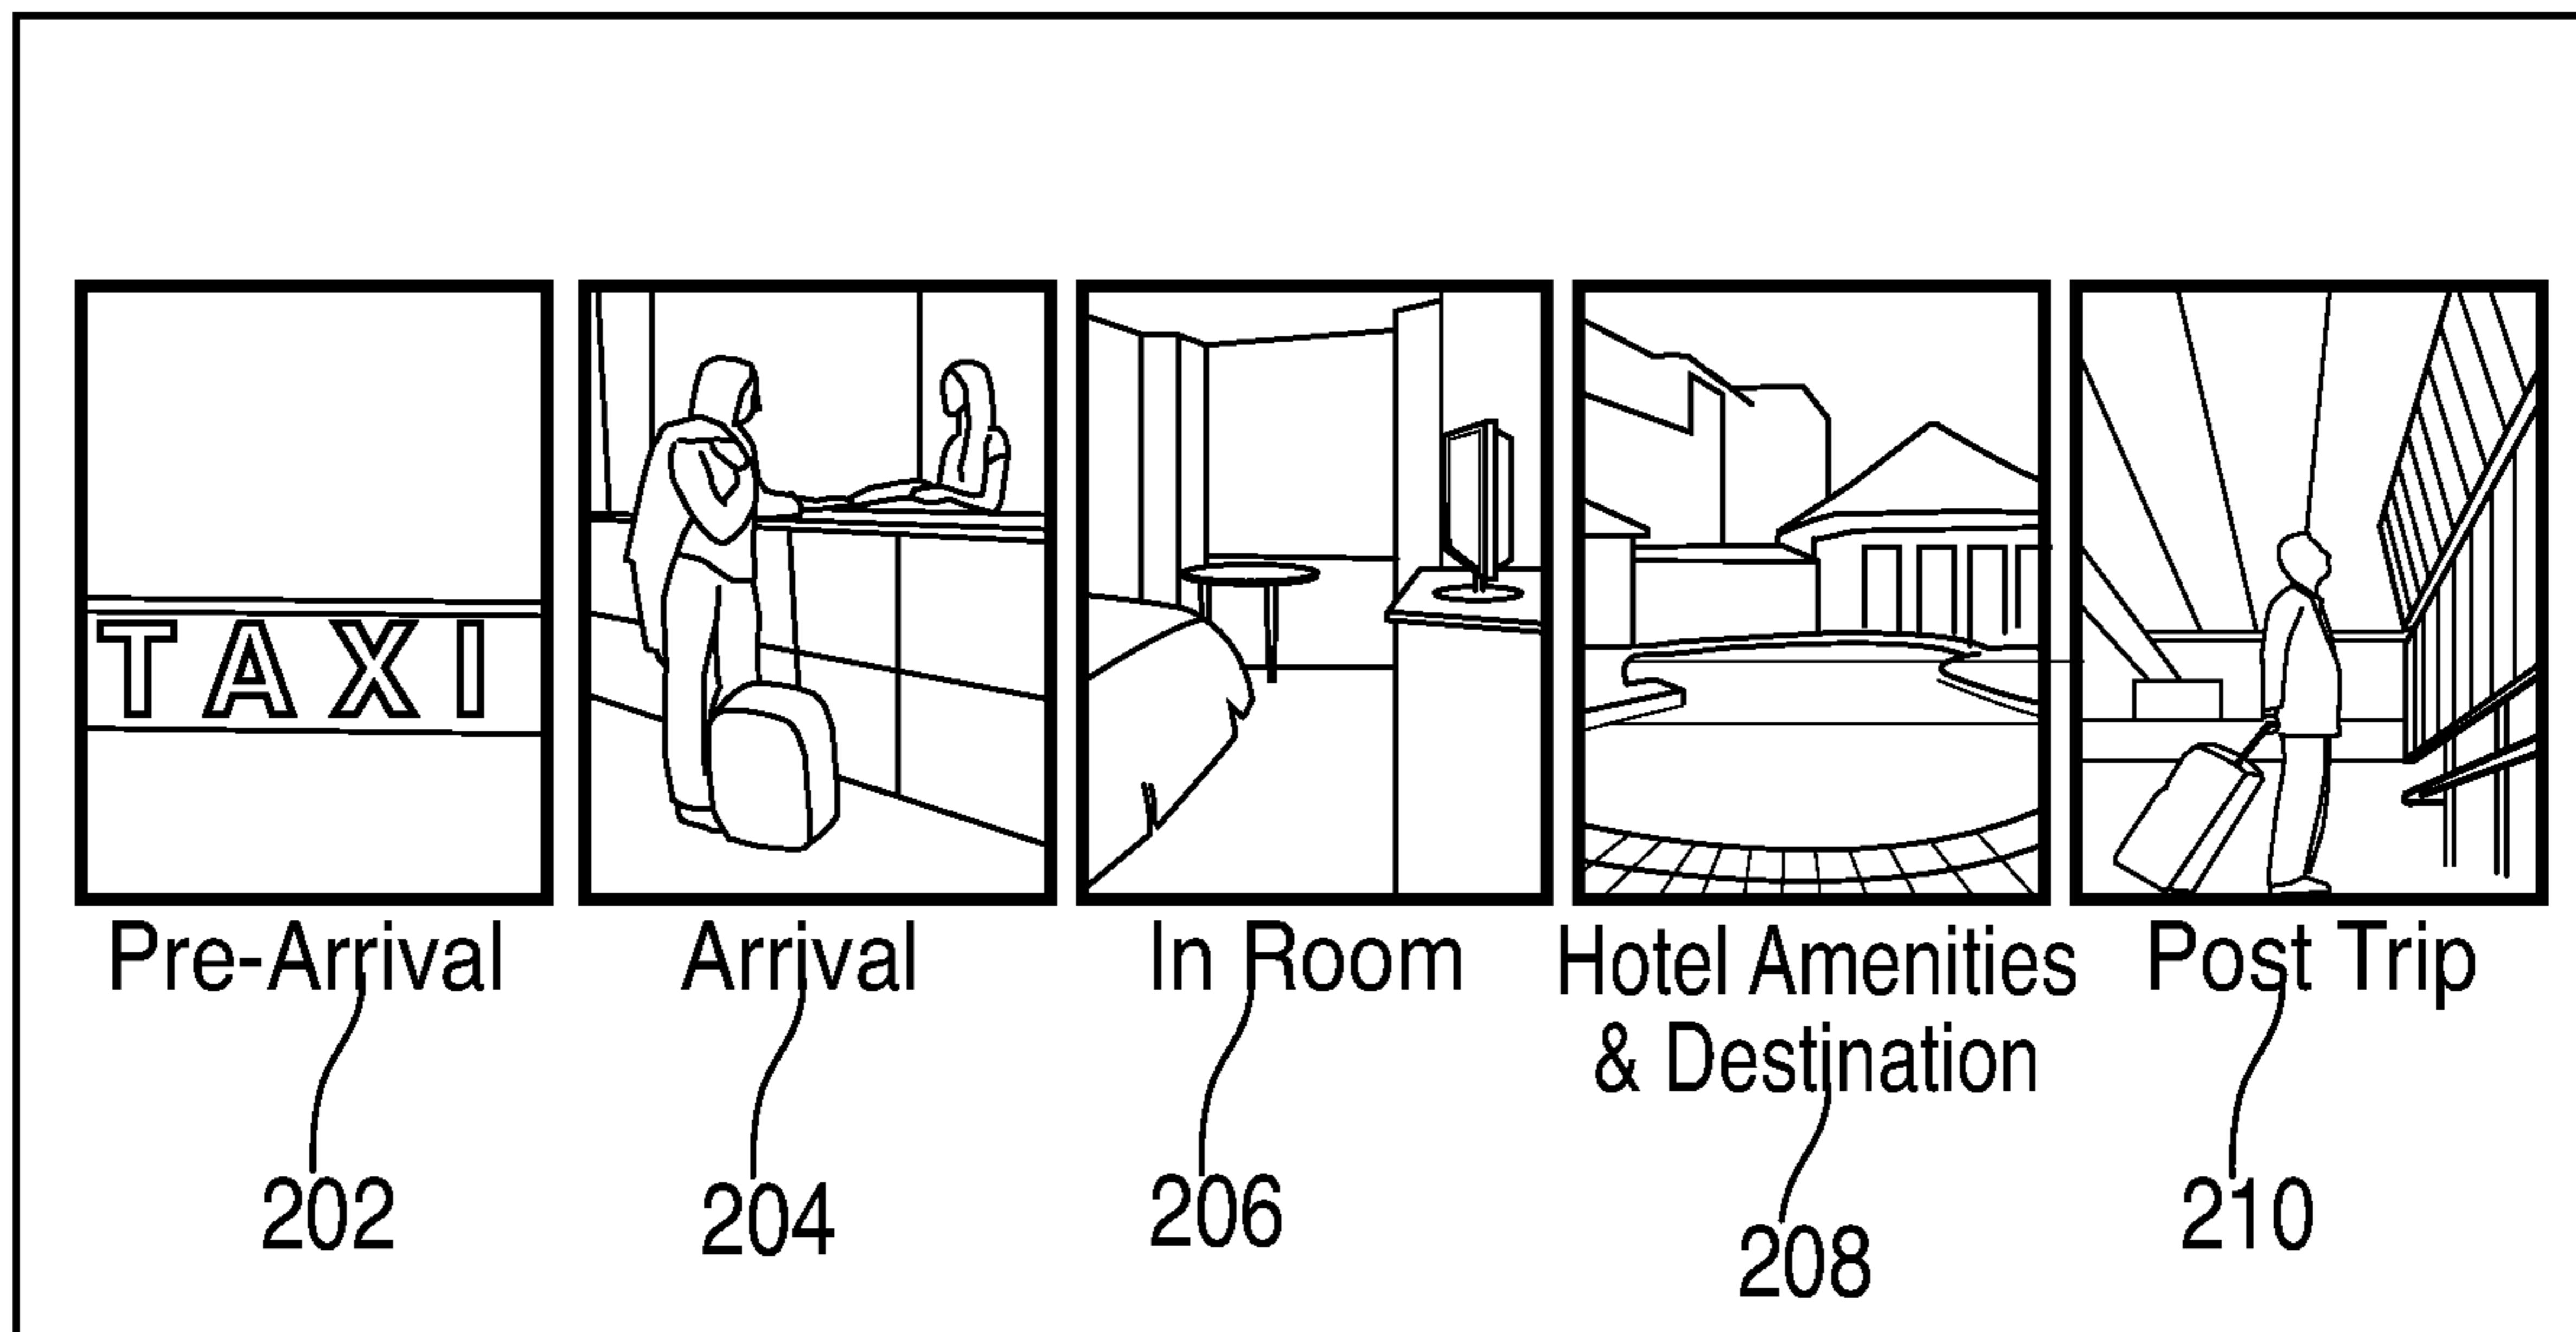 TAXI
Pre-Arrival
Arrival
In Room
Hotel Amenities
& Destination
Post Trip
202
204
206
208
210